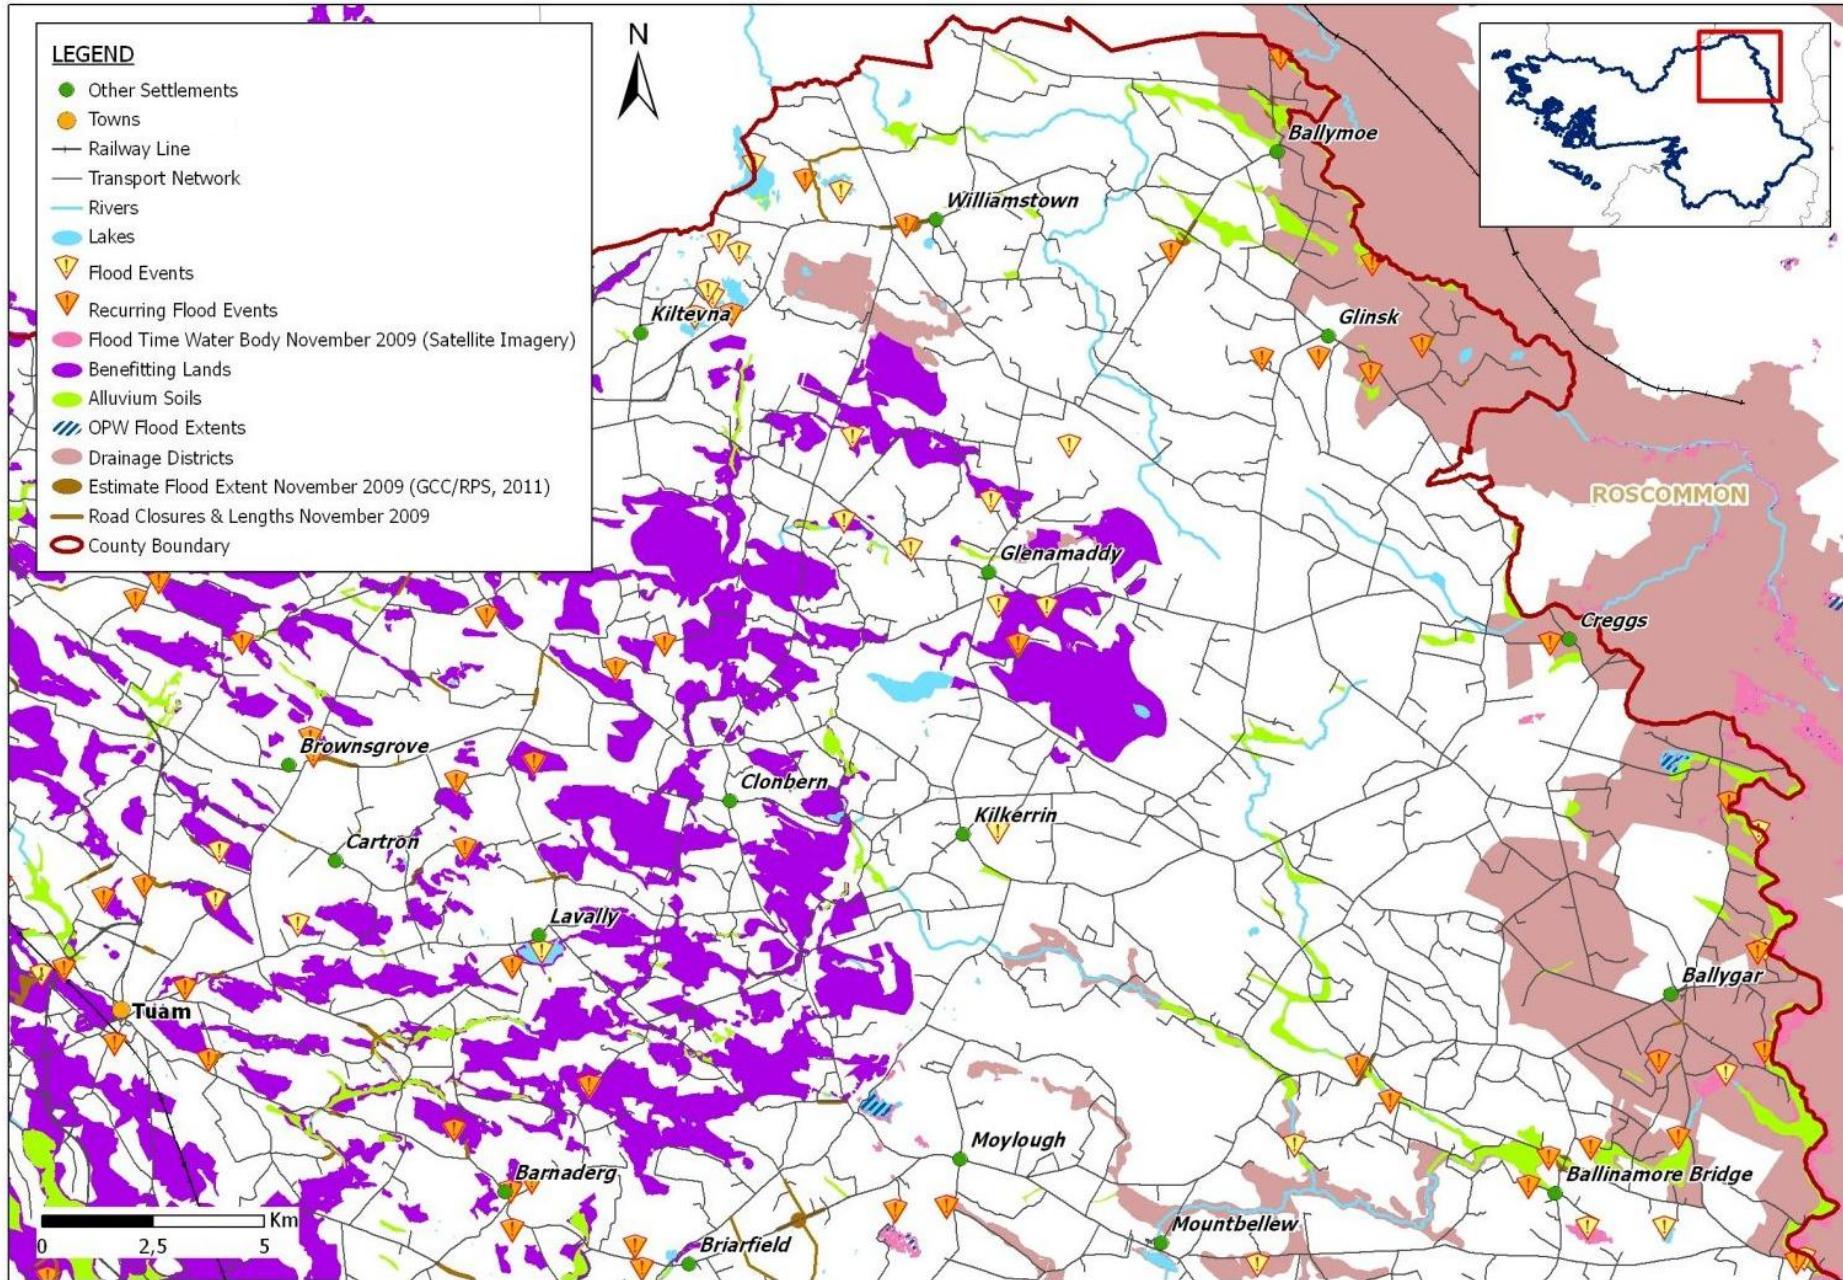 LEGEND
Other Settlements
Towns
Railway Line
Transport Network
Rivers
Lakes
Flood Events
Recurring Flood Events
Flood Time Water Body November 2009 (Satellite Imagery)
Benefitting Lands
Alluvium Soils
OPW Flood Extents
Drainage Districts
Estimate Flood Extent November 2009 (GCC/RPS, 2011)
Road Closures & Lengths November 2009
County Boundary
N
Ballymoe
Williamstown
Kiltevna
Glinsk
ROSCOMMON
Glenamaddy
Creggs
Brownsgrove
Clonbern
Kilkerrin
Cartron
Lavally
Ballygar
Tuam
Moylough
Barnaderg
Ballinamore Bridge
Mountbellew
Briarfield
Km
0 2,5 5